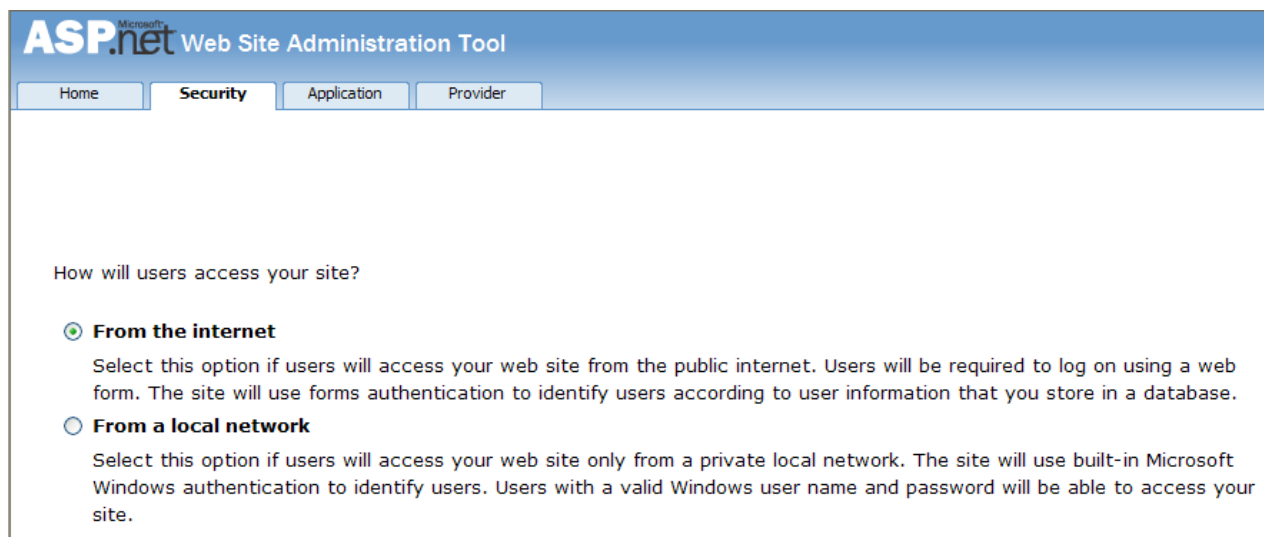 Microsoft
ASP.net Web Site Administration Tool
Home Security Application Provider
How will users access your site?
From the internet
Select this option if users will access your web site from the public internet. Users will be required to log on using a web
form. The site will use forms authentication to identify users according to user information that you store in a database.
From a local network
Select this option if users will access your web site only from a private local network. The site will use built-in Microsoft
Windows authentication to identify users. Users with a valid Windows user name and password will be able to access your
site.